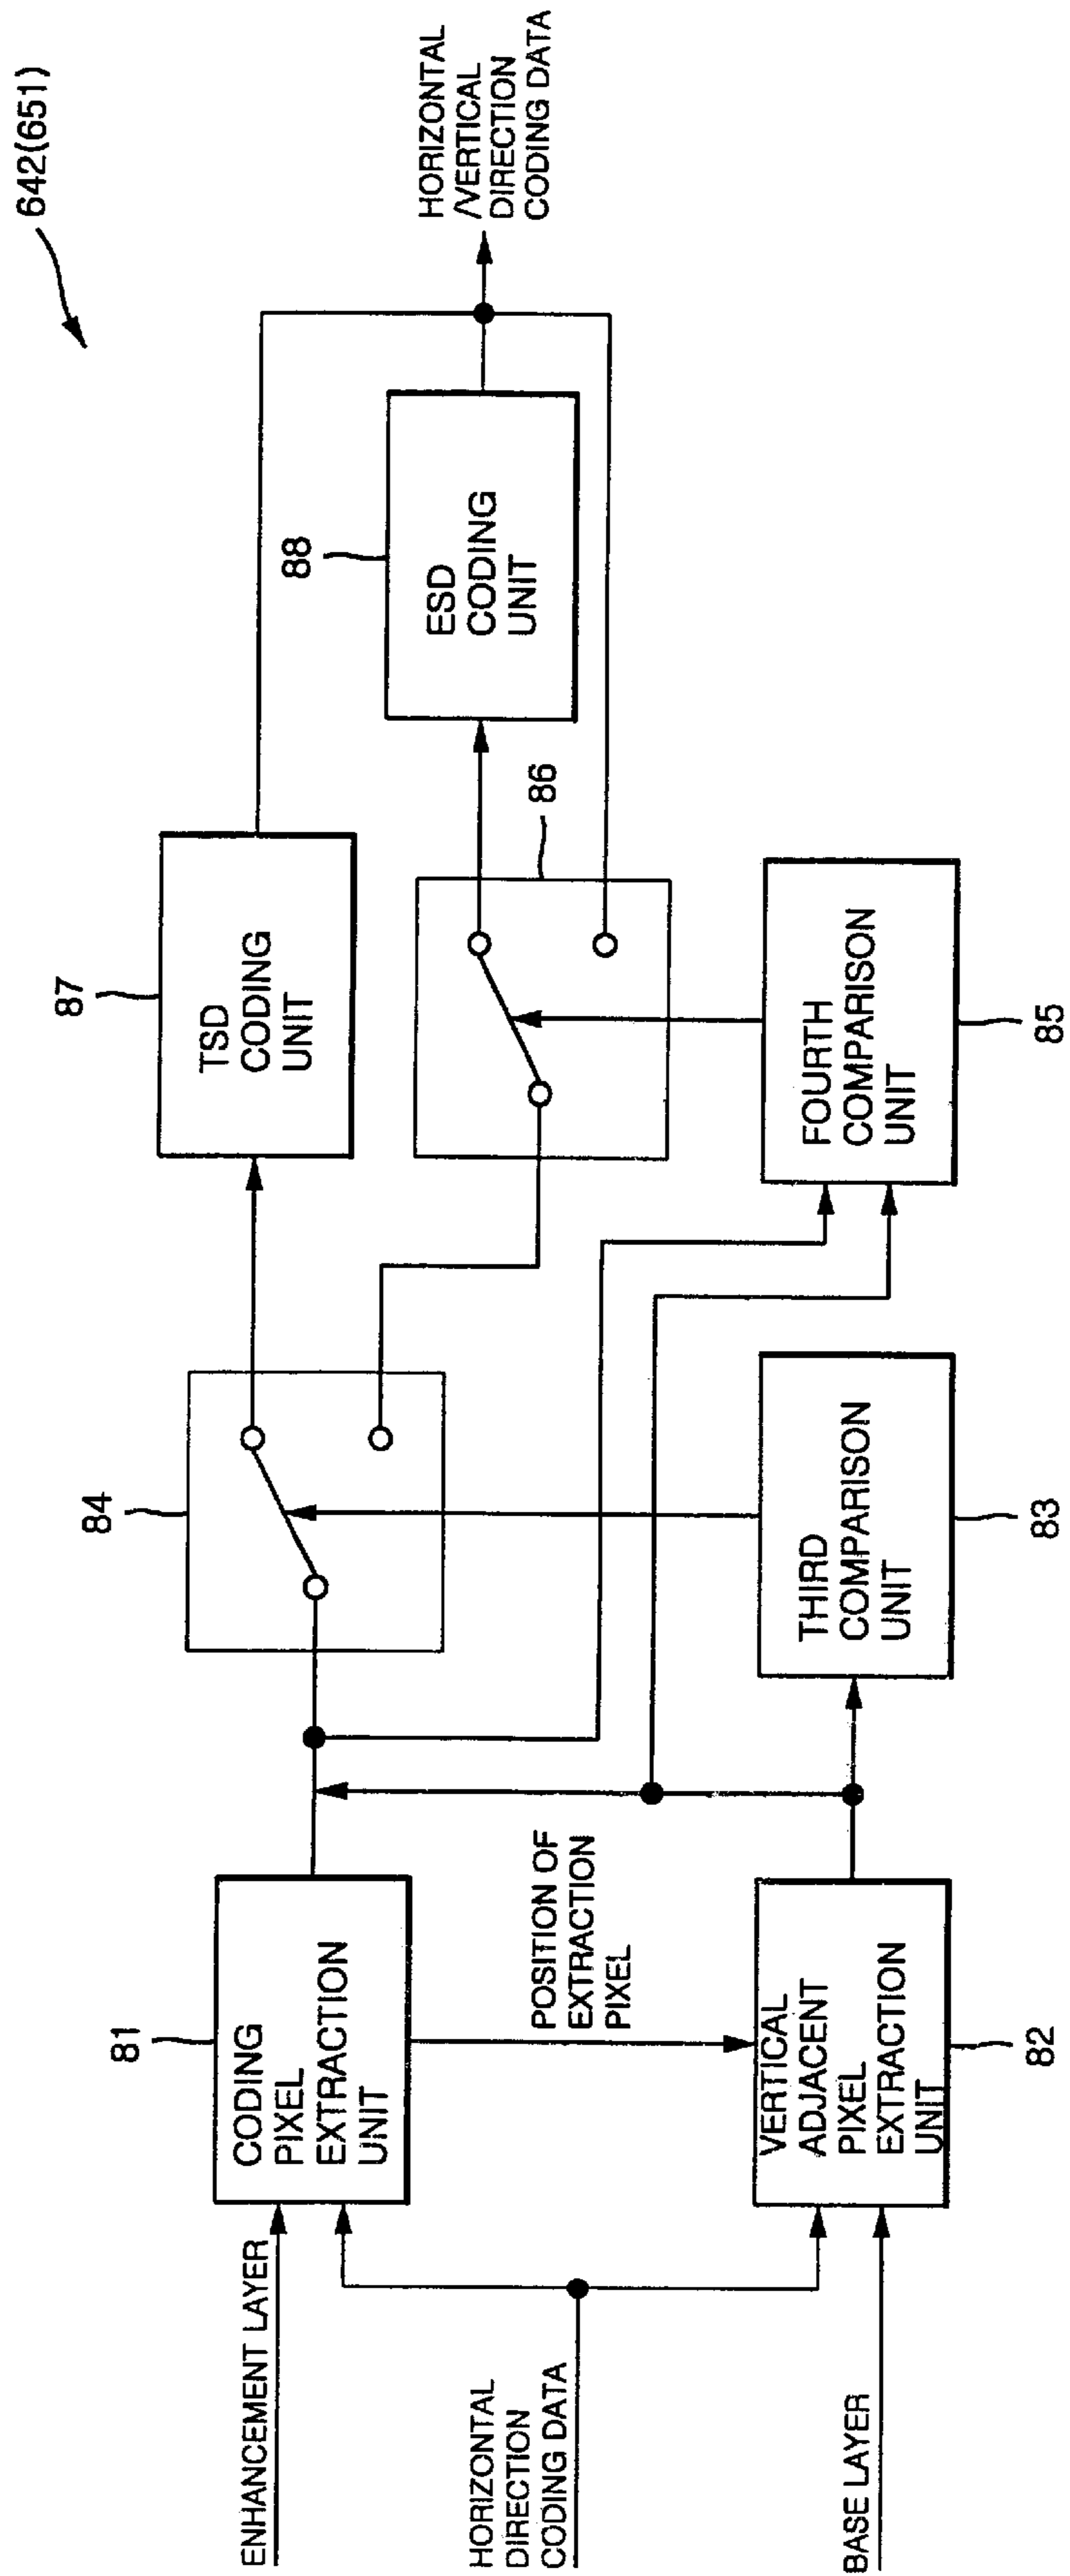 642(651)
ENHANCEMENT LAYER
HORIZONTAL
DIRECTION
CODING DATA
BASE LAYER
81
CODING
PIXEL
EXTRACTION
UNIT
POSITION OF
EXTRACTION
PIXEL
VERTICAL
ADJACENT
PIXEL
EXTRACTION
UNIT
82
84
THIRD
COMPARISON
UNIT
83
87
TSD
CODING
UNIT
86
FOURTH
COMPARISON
UNIT
85
88
ESD
CODING
UNIT
HORIZONTAL
/VERTICAL
DIRECTION
CODING DATA